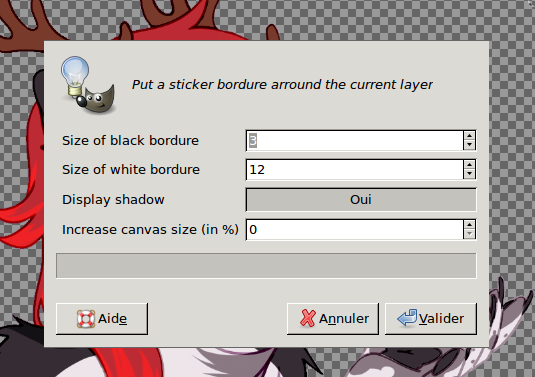 Put a sticker bordure arround the current layer
Size of black bordure 3
Size of white bordure 12
Display shadow Oui
Increase canvas size (in %) 0
Aide Annuler Valider